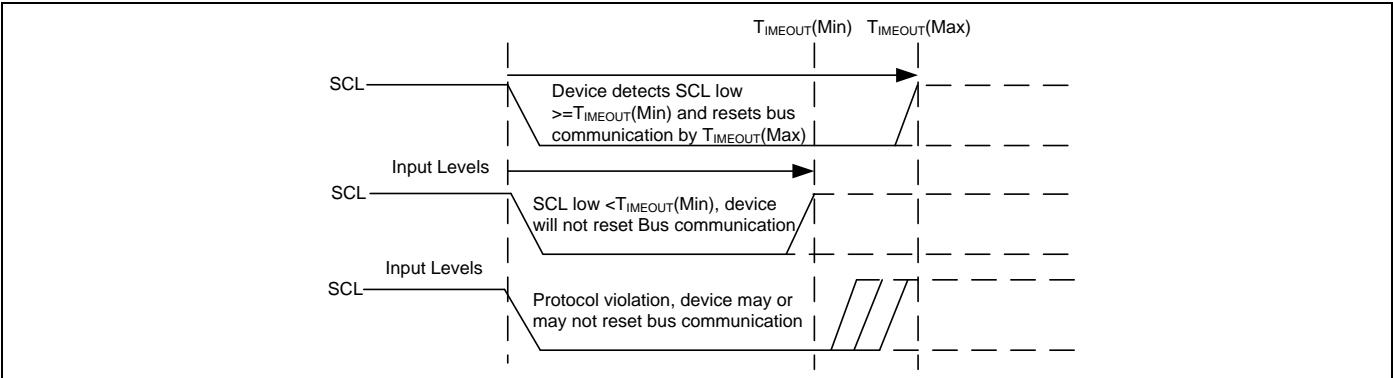 TIMEOUT(Min) TIMEOUT(Max)
SCL
Device detects SCL low
>=TIMEOUT(Min) and resets bus
communication by TIMEOUT(Max)
Input Levels
SCL
SCL low <TIMEOUT(Min), device
will not reset Bus communication
Input Levels
SCL
Protocol violation, device may or
may not reset bus communication